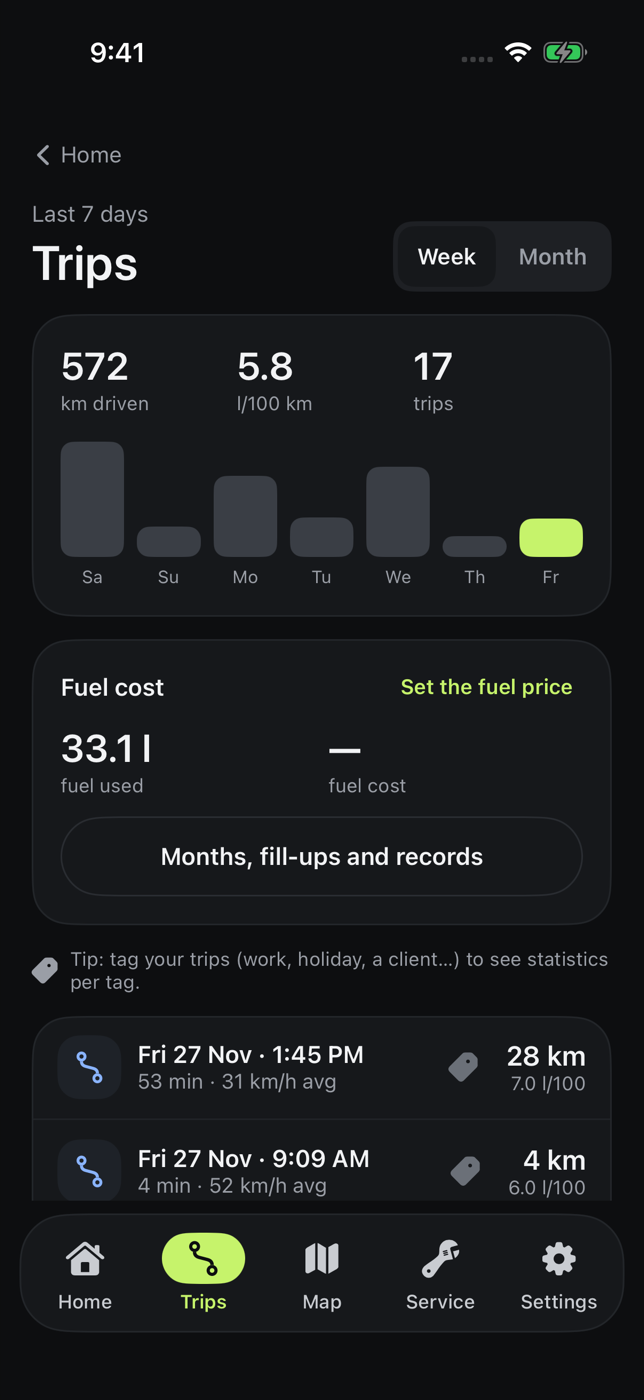 9:41
Home
Last 7 days
Trips
Week Month
572 5.8 17
km driven l/100 km trips
Sa Su Mo Tu We Th Fr
Fuel cost Set the fuel price
33.1 l —
fuel used fuel cost
Months, fill-ups and records
Tip: tag your trips (work, holiday, a client…) to see statistics
per tag.
Fri 27 Nov · 1:45 PM 28 km
53 min · 31 km/h avg 7.0 l/100
Fri 27 Nov · 9:09 AM 4 km
4 min · 52 km/h avg 6.0 l/100
Home Trips Map Service Settings